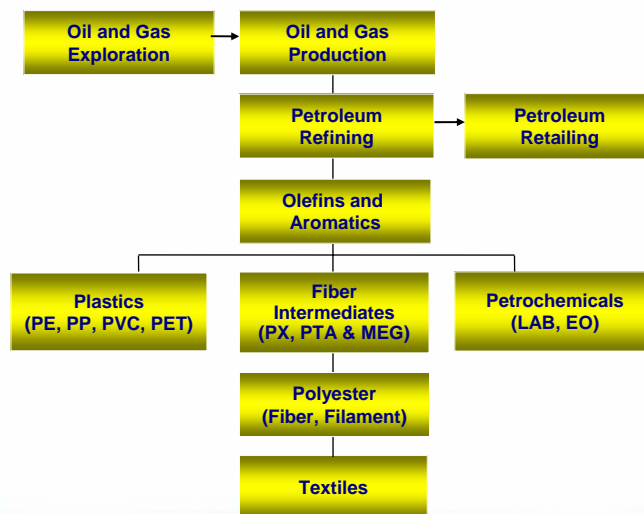 Oil and Gas
Exploration
Oil and Gas
Production
Petroleum
Refining
Petroleum
Retailing
Olefins and
Aromatics
Plastics
(PE, PP, PVC, PET)
Fiber
Intermediates
(PX, PTA & MEG)
Petrochemicals
(LAB, EO)
Polyester
(Fiber, Filament)
Textiles